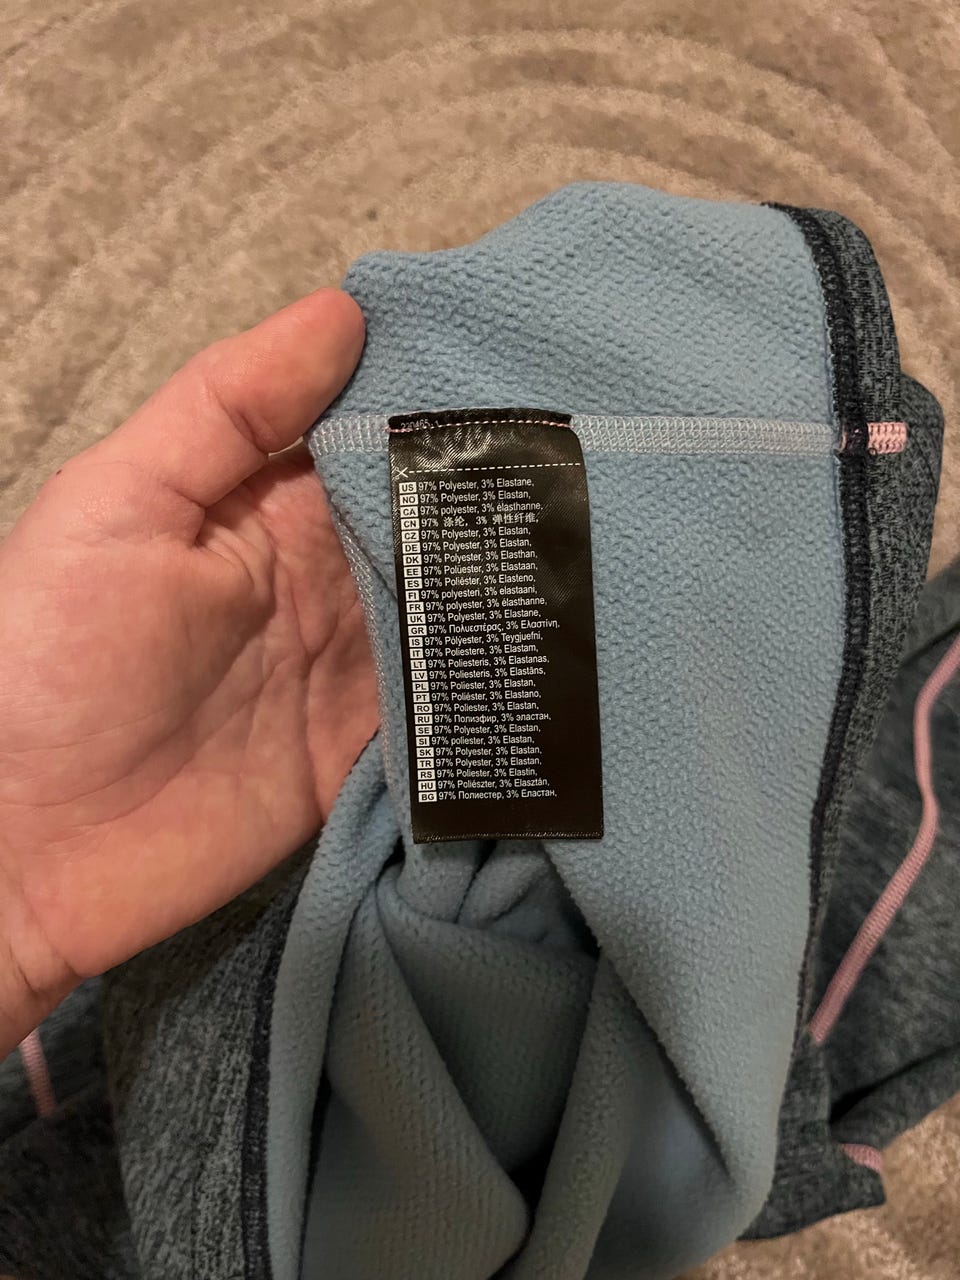 230465
US 97% Polyester, 3% Elastane,
NO 97% Polyester, 3% Elastan,
CA 97% polyester, 3% élasthanne,
CN 97% 涤纶, 3% 弹性纤维,
CZ 97% Polyester, 3% Elastan,
DE 97% Polyester, 3% Elastan,
DK 97% Polyester, 3% Elasthan,
EE 97% Polüester, 3% Elastaan,
ES 97% Poliéster, 3% Elasteno,
FI 97% polyesteri, 3% elastaani,
FR 97% polyester, 3% élasthanne,
UK 97% Polyester, 3% Elastane,
GR 97% Πολυεστέρας, 3% Ελαστίνη,
IS 97% Pólýester, 3% Teygjuefni,
IT 97% Poliestere, 3% Elastam,
LT 97% Poliesteris, 3% Elastanas,
LV 97% Poliesteris, 3% Elastāns,
PL 97% Poliester, 3% Elastan,
PT 97% Poliéster, 3% Elastano,
RO 97% Poliester, 3% Elastan,
RU 97% Полиэфир, 3% эластан,
SE 97% Polyester, 3% Elastan,
SI 97% poliester, 3% Elastan,
SK 97% Polyester, 3% Elastan,
TR 97% Polyester, 3% Elastan,
RS 97% Poliester, 3% Elastin,
HU 97% Poliészter, 3% Elasztán,
BG 97% Полиестер, 3% Еластан,